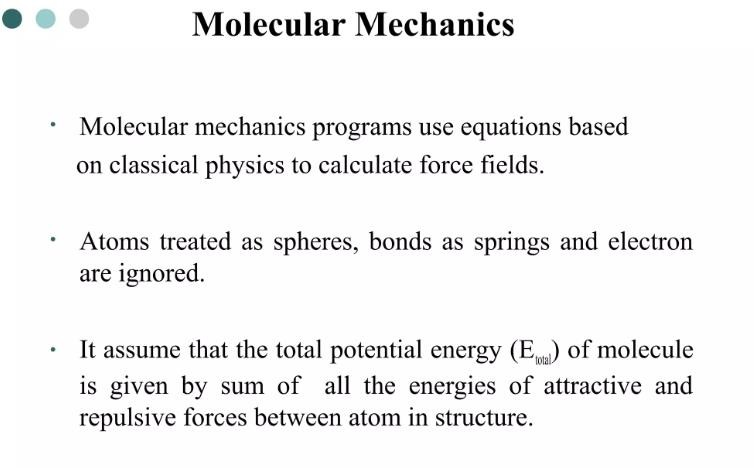 Molecular Mechanics
• Molecular mechanics programs use equations based
on classical physics to calculate force fields.
• Atoms treated as spheres, bonds as springs and electron
are ignored.
• It assume that the total potential energy (Etotal) of molecule
is given by sum of all the energies of attractive and
repulsive forces between atom in structure.